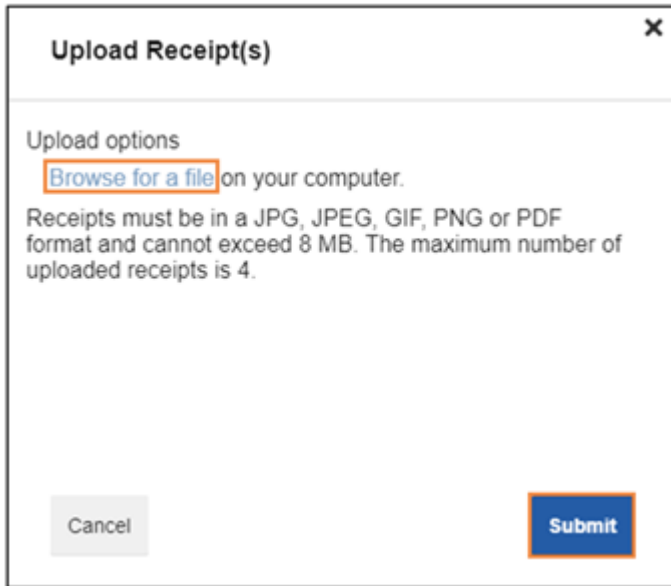 Upload Receipt(s)
Upload options
Browse for a file on your computer.
Receipts must be in a JPG, JPEG, GIF, PNG or PDF
format and cannot exceed 8 MB. The maximum number of
uploaded receipts is 4.
Cancel
Submit